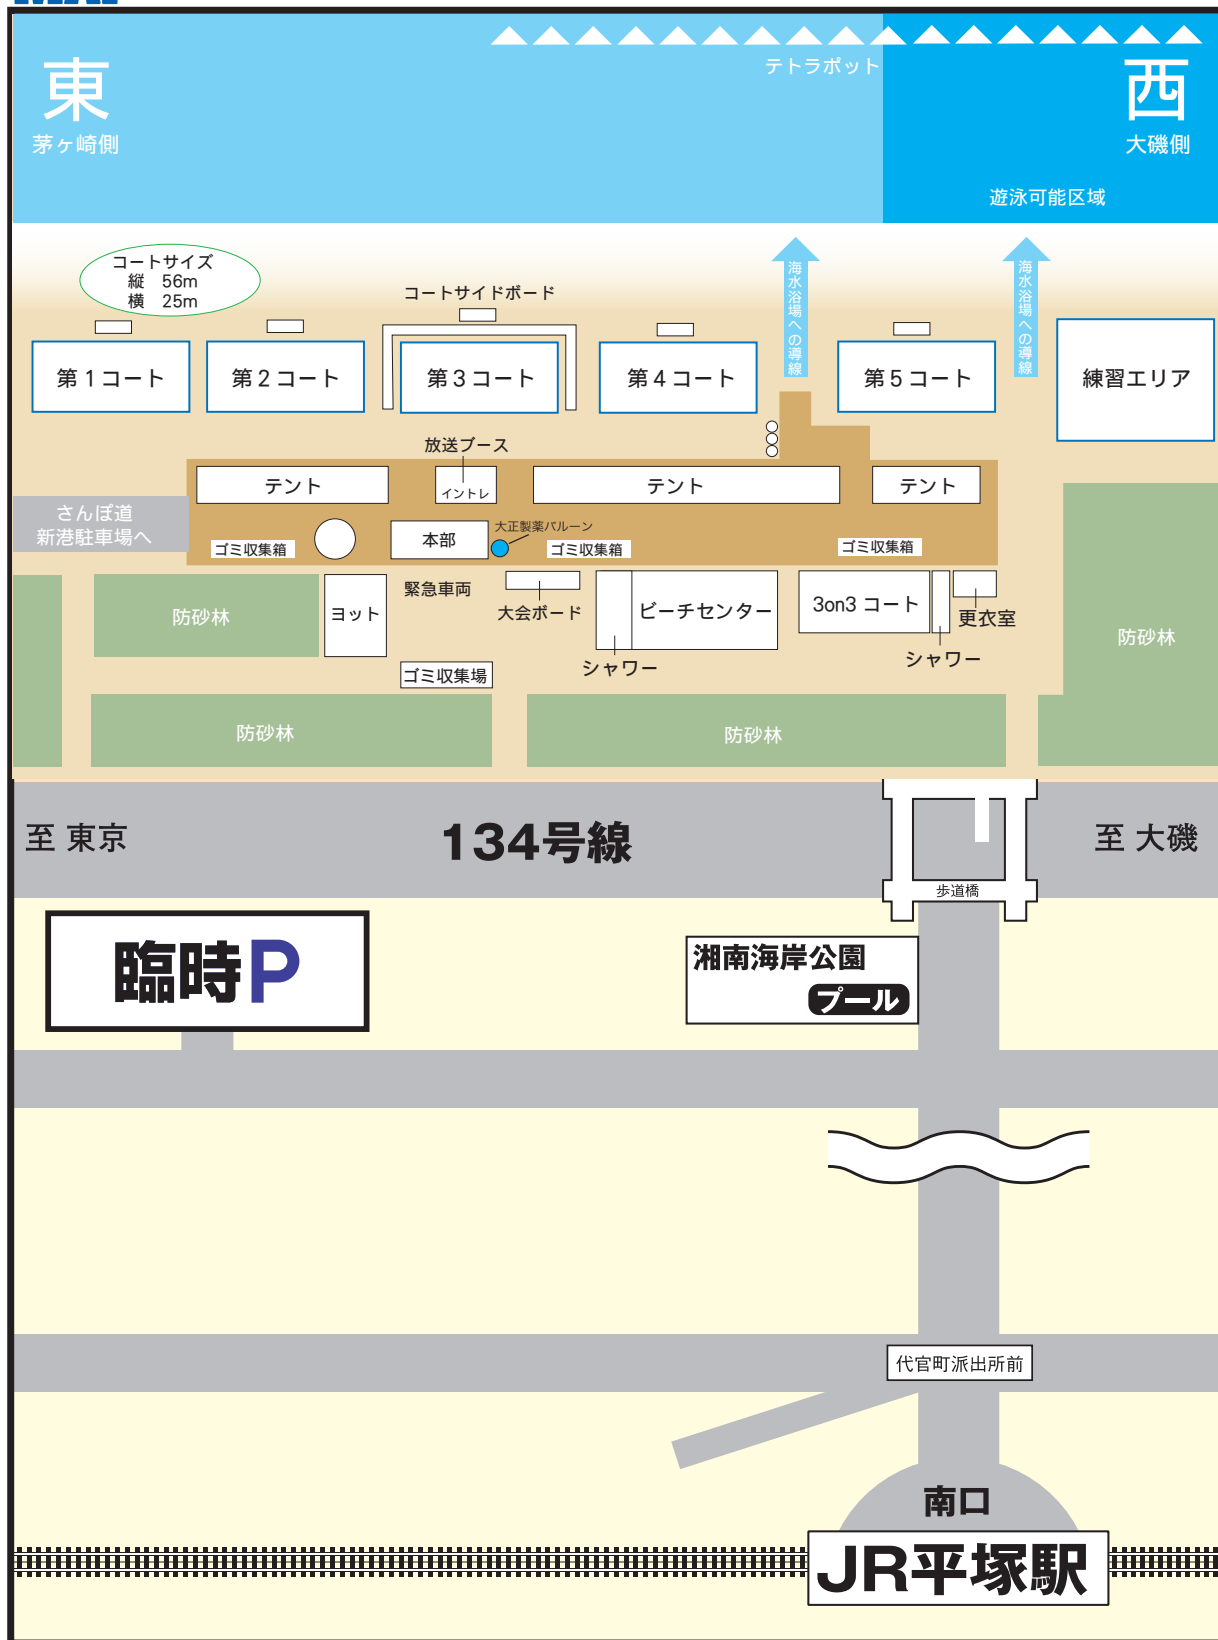 MAP
東
茅ヶ崎側
テトラポット
西
大磯側
遊泳可能区域
コートサイズ
縦 56m
横 25m
コートサイドボード
海水浴場への導線
海水浴場への導線
第1コート
第2コート
第3コート
第4コート
第5コート
練習エリア
放送ブース
テント
イントレ
テント
テント
さんぽ道
新港駐車場へ
ゴミ収集箱
本部
大正製薬バルーン
ゴミ収集箱
ゴミ収集箱
防砂林
ヨット
緊急車両
大会ボード
ビーチセンター
シャワー
3on3 コート
更衣室
シャワー
防砂林
ゴミ収集場
防砂林
防砂林
至 東京
134号線
至 大磯
歩道橋
臨時P
湘南海岸公園
プール
代官町派出所前
南口
JR平塚駅